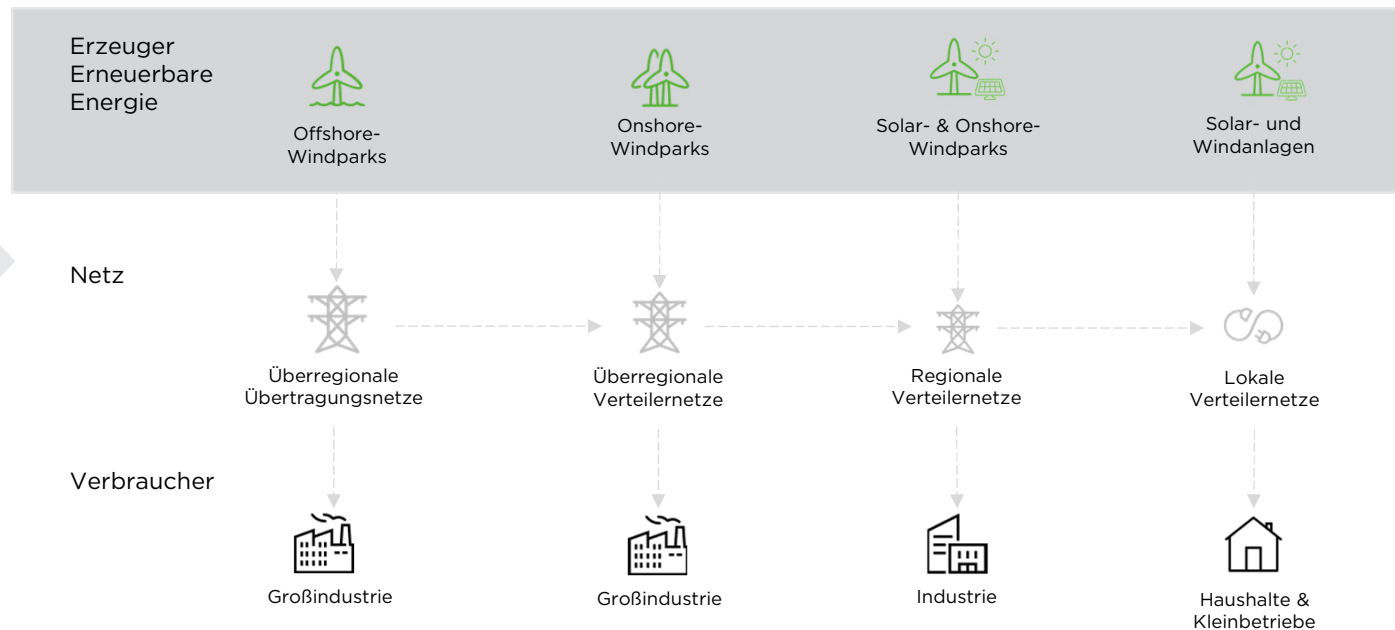 Erzeuger
Erneuerbare
Energie
Offshore-
Windparks
Onshore-
Windparks
Solar- & Onshore-
Windparks
Solar- und
Windanlagen
Netz
Überregionale
Übertragungsnetze
Überregionale
Verteilernetze
Regionale
Verteilernetze
Lokale
Verteilernetze
Verbraucher
Großindustrie
Großindustrie
Industrie
Haushalte &
Kleinbetriebe